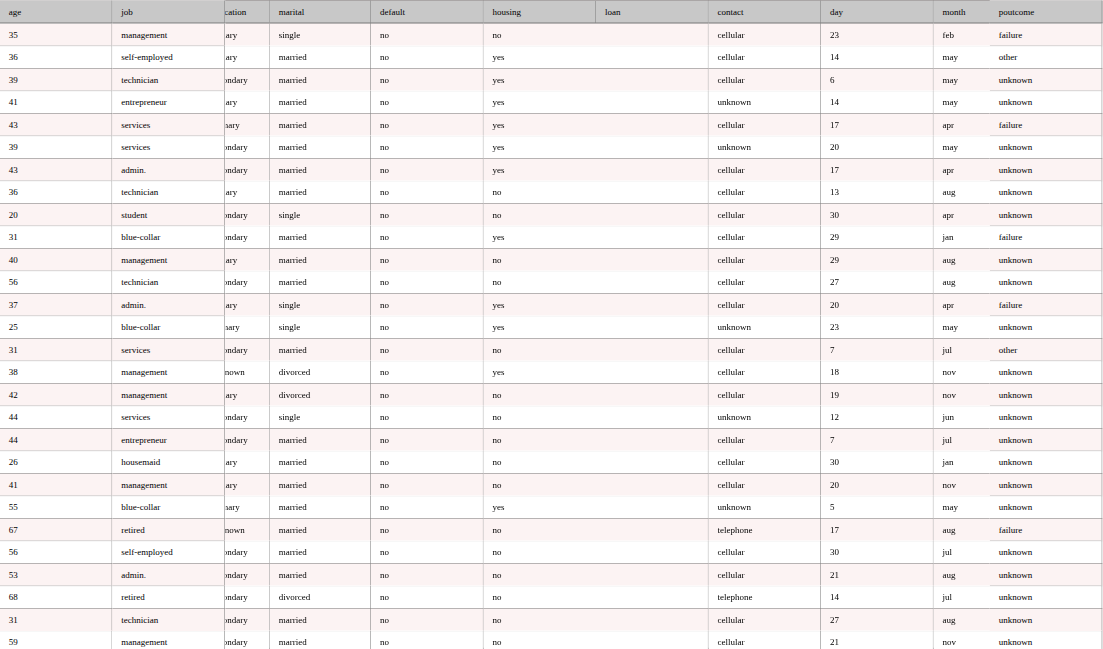 age job cation marital default housing loan contact day month poutcome
35 management ary single no no cellular 23 feb failure
36 self-employed ary married no yes cellular 14 may other
39 technician ondary married no yes cellular 6 may unknown
41 entrepreneur ary married no yes unknown 14 may unknown
43 services nary married no yes cellular 17 apr failure
39 services ondary married no yes unknown 20 may unknown
43 admin. ondary married no yes cellular 17 apr unknown
36 technician ary married no no cellular 13 aug unknown
20 student ondary single no no cellular 30 apr unknown
31 blue-collar ondary married no yes cellular 29 jan failure
40 management ary married no no cellular 29 aug unknown
56 technician ondary married no no cellular 27 aug unknown
37 admin. ary single no yes cellular 20 apr failure
25 blue-collar nary single no yes unknown 23 may unknown
31 services ondary married no no cellular 7 jul other
38 management nown divorced no yes cellular 18 nov unknown
42 management ary divorced no no cellular 19 nov unknown
44 services ondary single no no unknown 12 jun unknown
44 entrepreneur ondary married no no cellular 7 jul unknown
26 housemaid ary married no no cellular 30 jan unknown
41 management ary married no no cellular 20 nov unknown
55 blue-collar nary married no yes unknown 5 may unknown
67 retired nown married no no telephone 17 aug failure
56 self-employed ondary married no no cellular 30 jul unknown
53 admin. ondary married no no cellular 21 aug unknown
68 retired ondary divorced no no telephone 14 jul unknown
31 technician ondary married no no cellular 27 aug unknown
59 management ondary married no no cellular 21 nov unknown